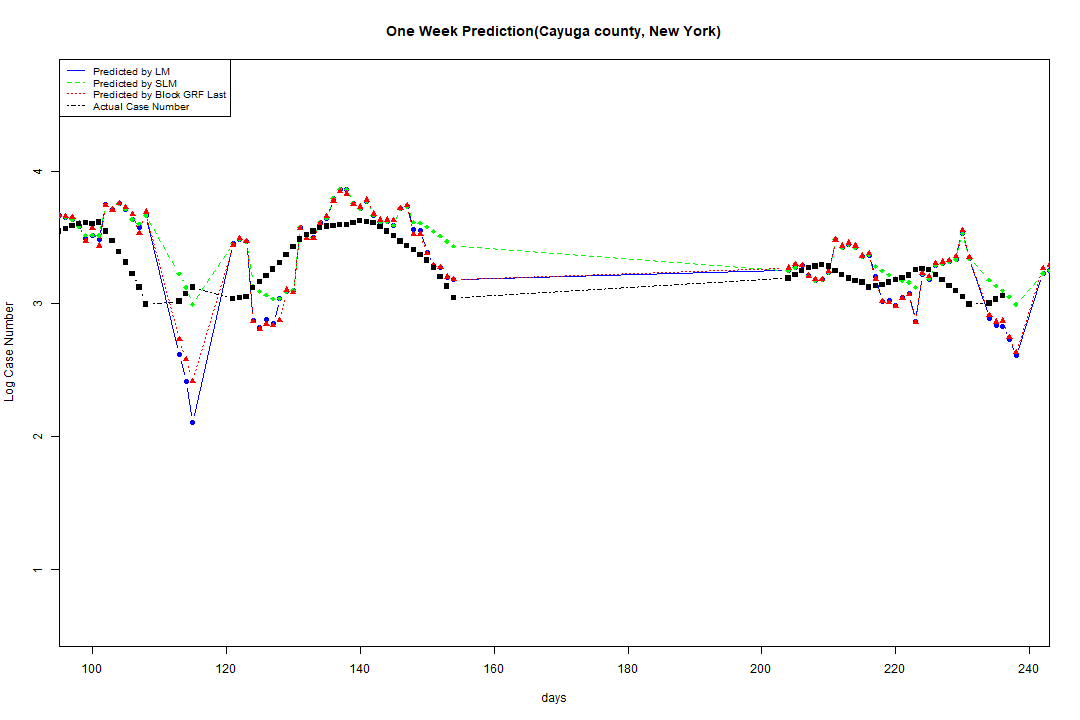 One Week Prediction(Cayuga county, New York)
Predicted by LM
Predicted by SLM
Predicted by Block GRF Last
Actual Case Number
4
3
2
1
Log Case Number
100 120 140 160 180 200 220 240
days